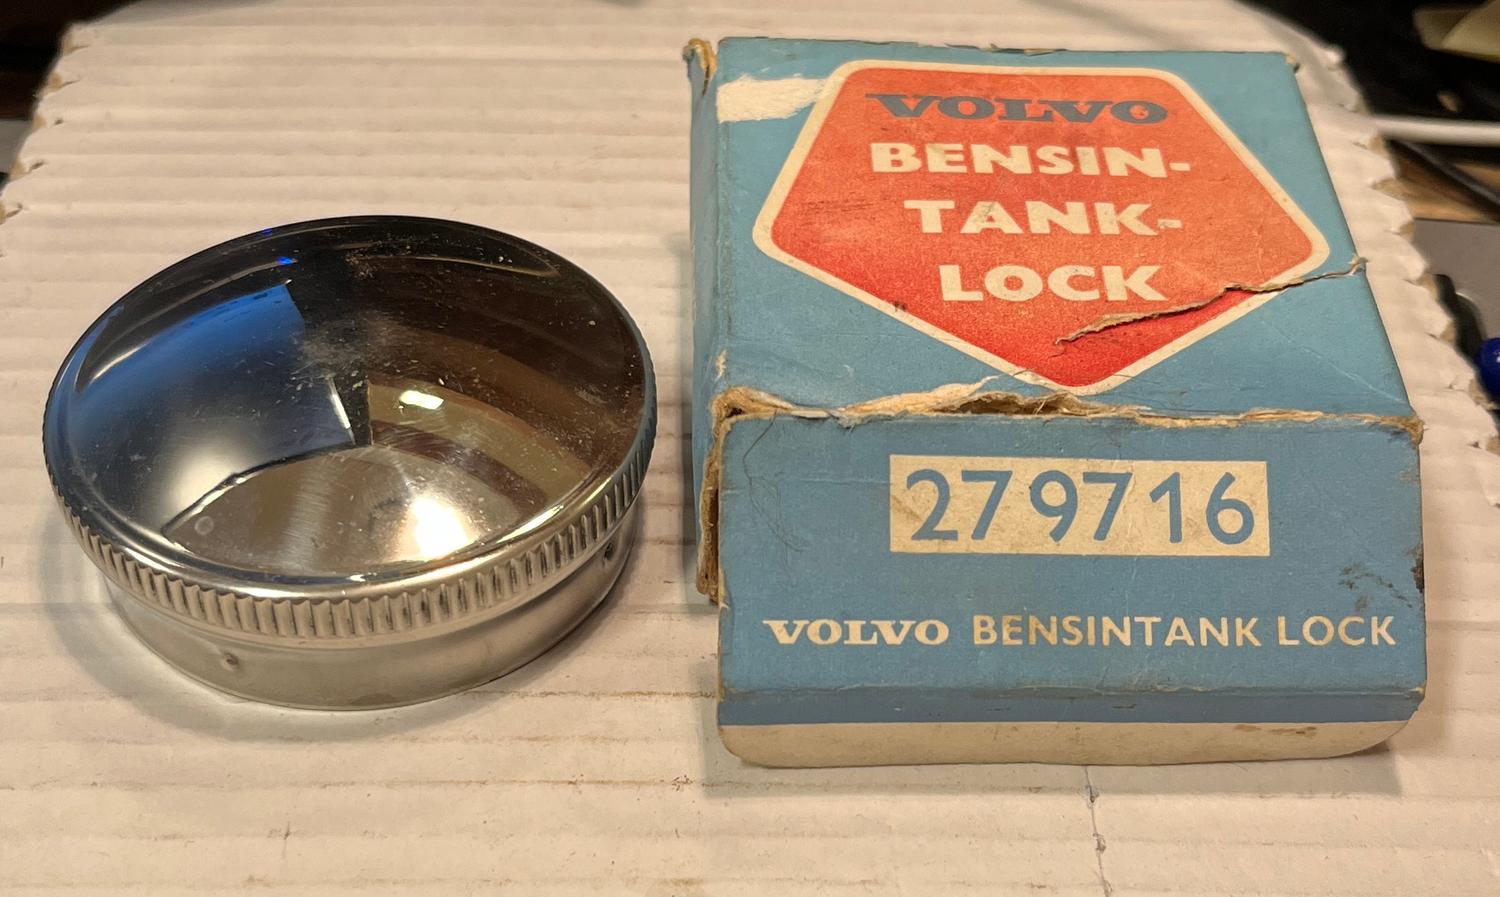 VOLVO
BENSIN-
TANK-
LOCK
279716
VOLVO BENSINTANK LOCK